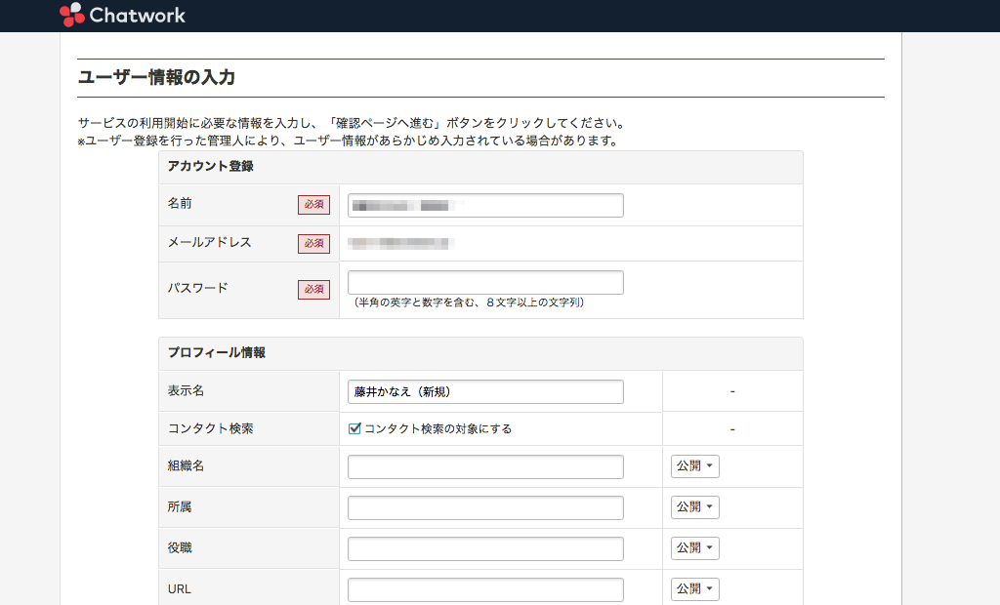 Chatwork
ユーザー情報の入力
サービスの利用開始に必要な情報を入力し、「確認ページへ進む」ボタンをクリックしてください。
※ユーザー登録を行った管理人により、ユーザー情報があらかじめ入力されている場合があります。
アカウント登録
名前 必須
メールアドレス 必須
パスワード 必須
（半角の英字と数字を含む、８文字以上の文字列）
プロフィール情報
表示名 藤井かなえ（新規） -
コンタクト検索 コンタクト検索の対象にする -
組織名 公開
所属 公開
役職 公開
URL 公開